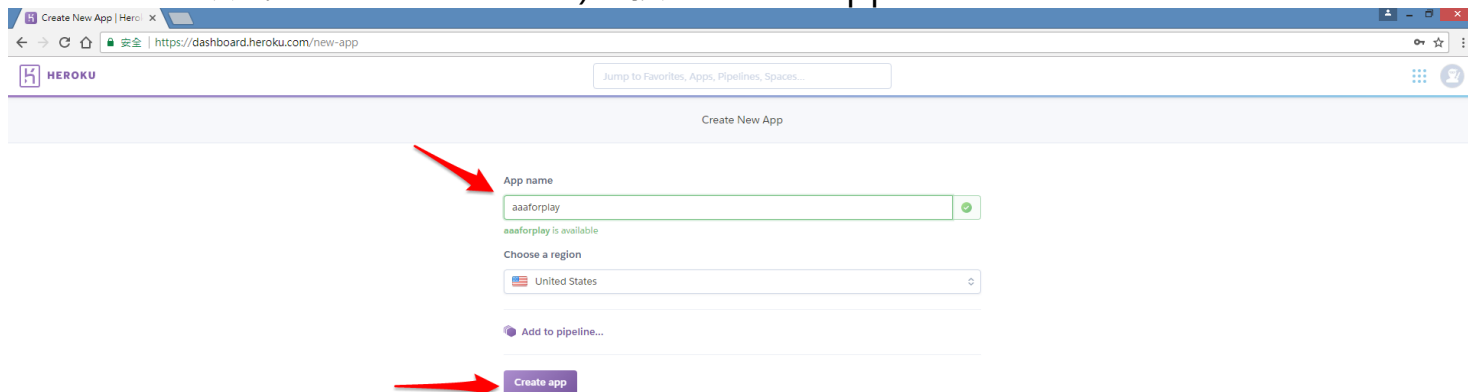 Create New App | Herok
安全 | https://dashboard.heroku.com/new-app
HEROKU
Jump to Favorites, Apps, Pipelines, Spaces...
Create New App
App name
aaaforplay
aaaforplay is available
Choose a region
United States
Add to pipeline...
Create app